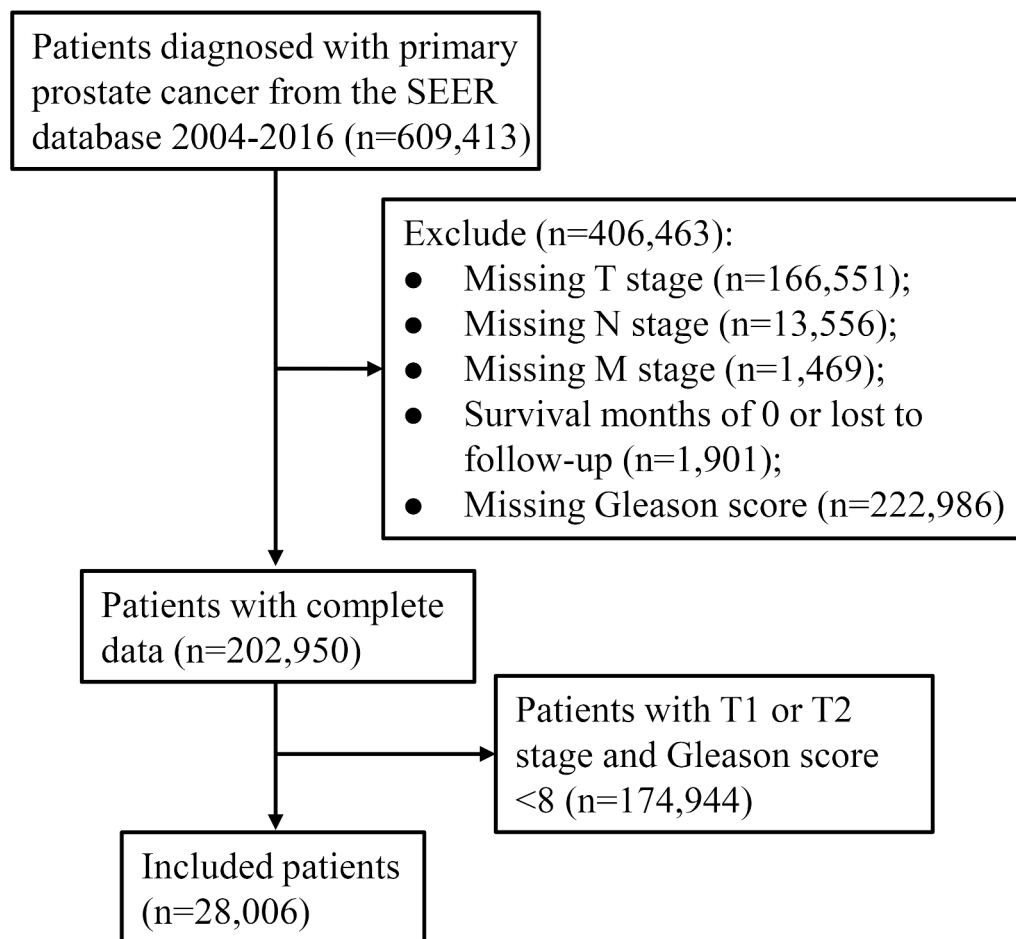 Patients diagnosed with primary
prostate cancer from the SEER
database 2004-2016 (n=609,413)
Exclude (n=406,463):
● Missing T stage (n=166,551);
● Missing N stage (n=13,556);
● Missing M stage (n=1,469);
● Survival months of 0 or lost to
follow-up (n=1,901);
● Missing Gleason score (n=222,986)
Patients with complete
data (n=202,950)
Patients with T1 or T2
stage and Gleason score
<8 (n=174,944)
Included patients
(n=28,006)